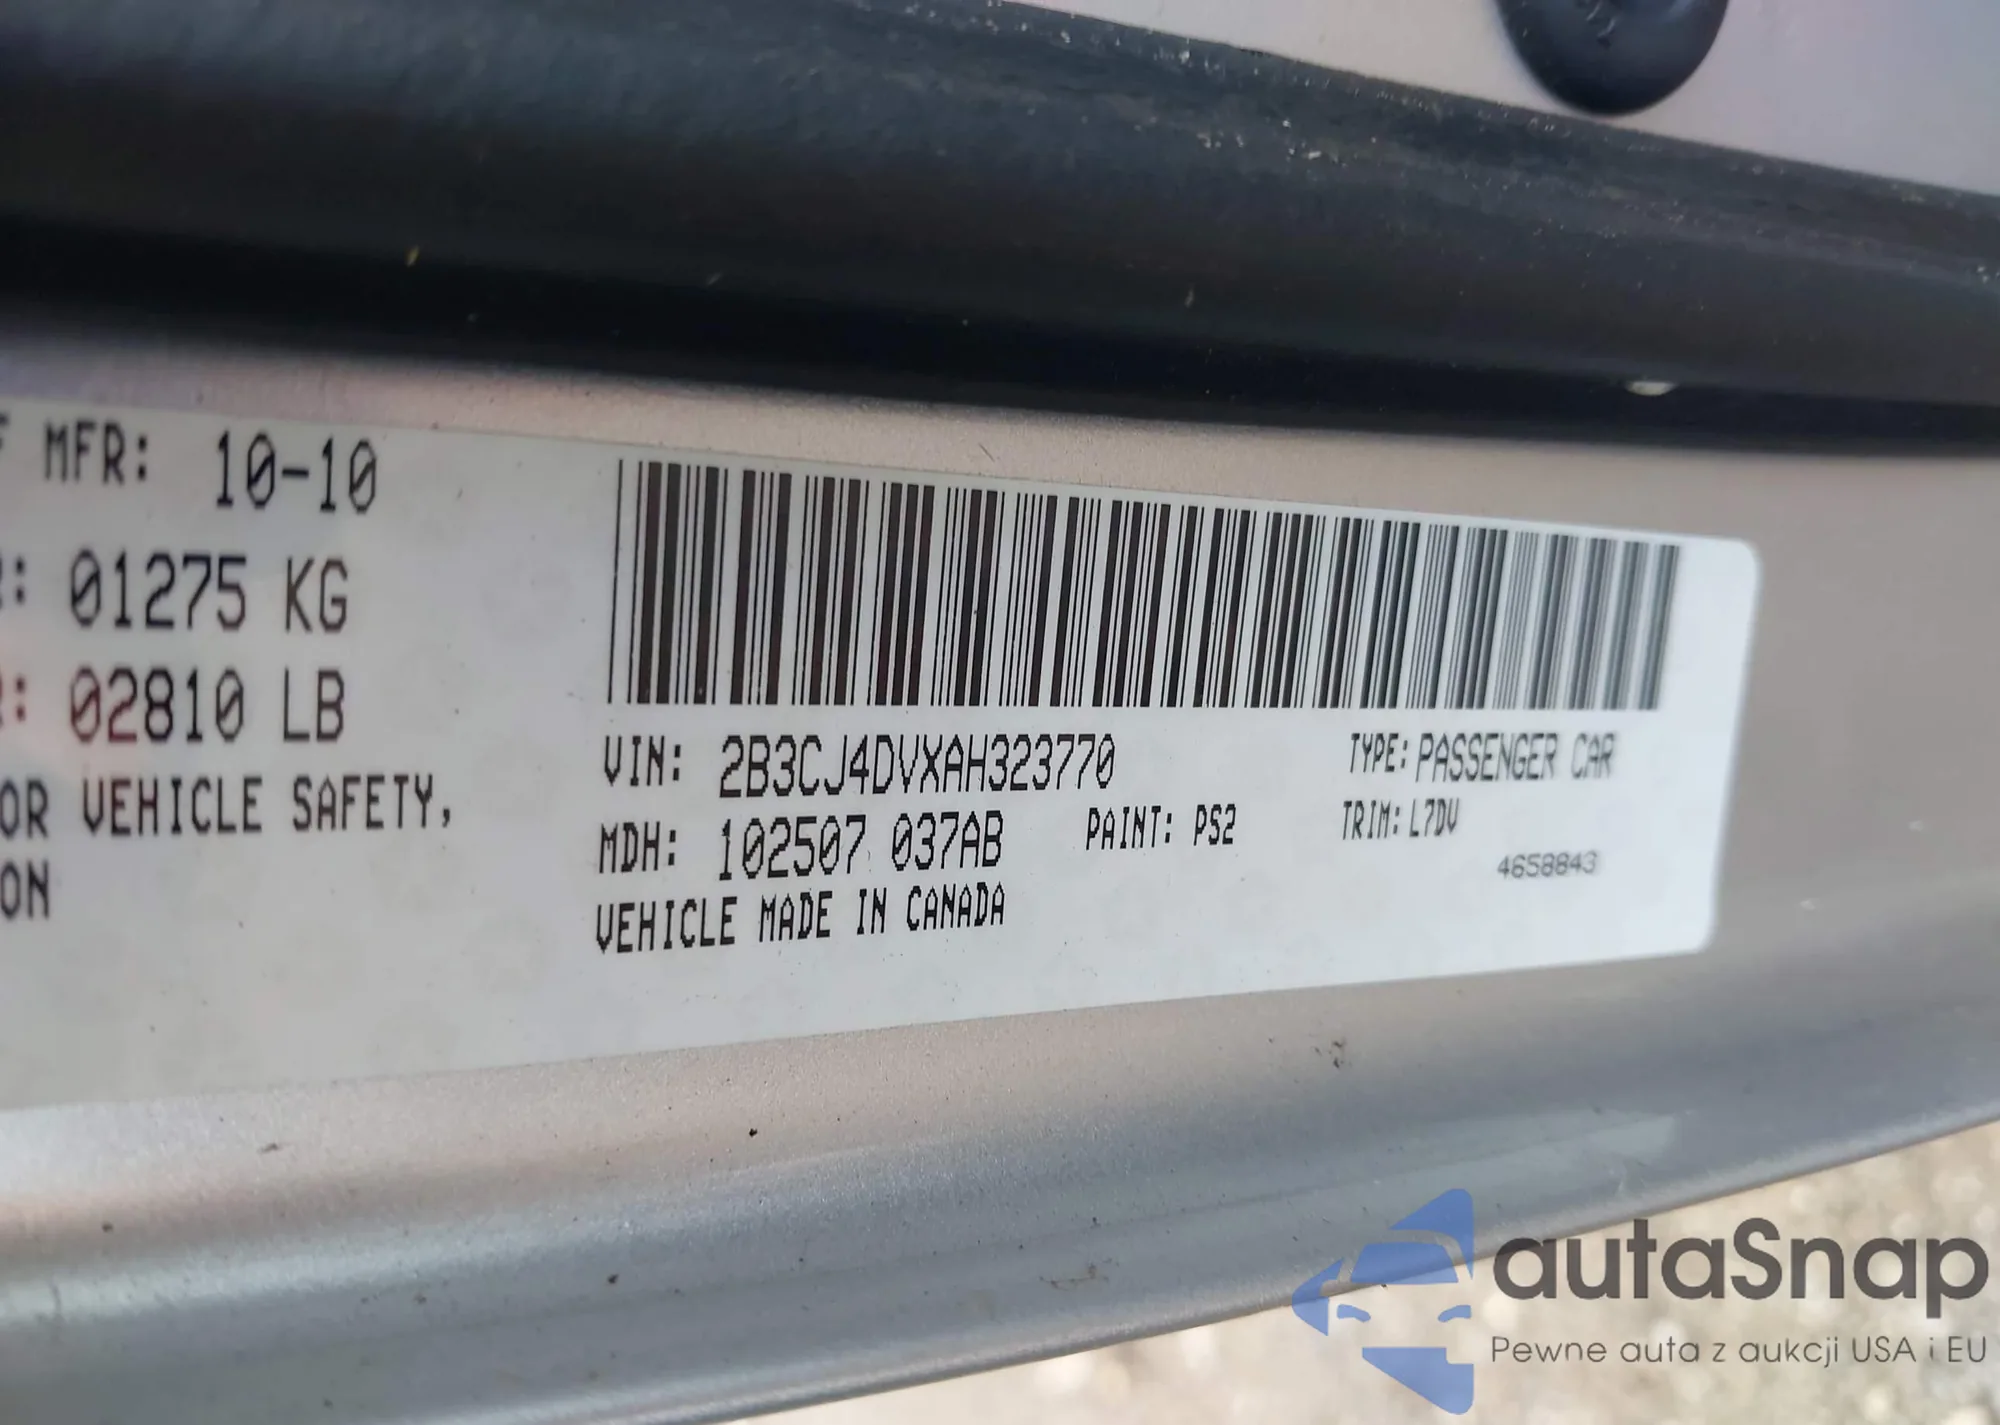 F MFR: 10-10
R: 01275 KG
R: 02810 LB
OR VEHICLE SAFETY,
ON
VIN: 2B3CJ4DVXAH323770
TYPE: PASSENGER CAR
MDH: 102507 037AB
PAINT: PS2
TRIM: L7DV
4658843
VEHICLE MADE IN CANADA
autaSnap
Pewne auta z aukcji USA i EU